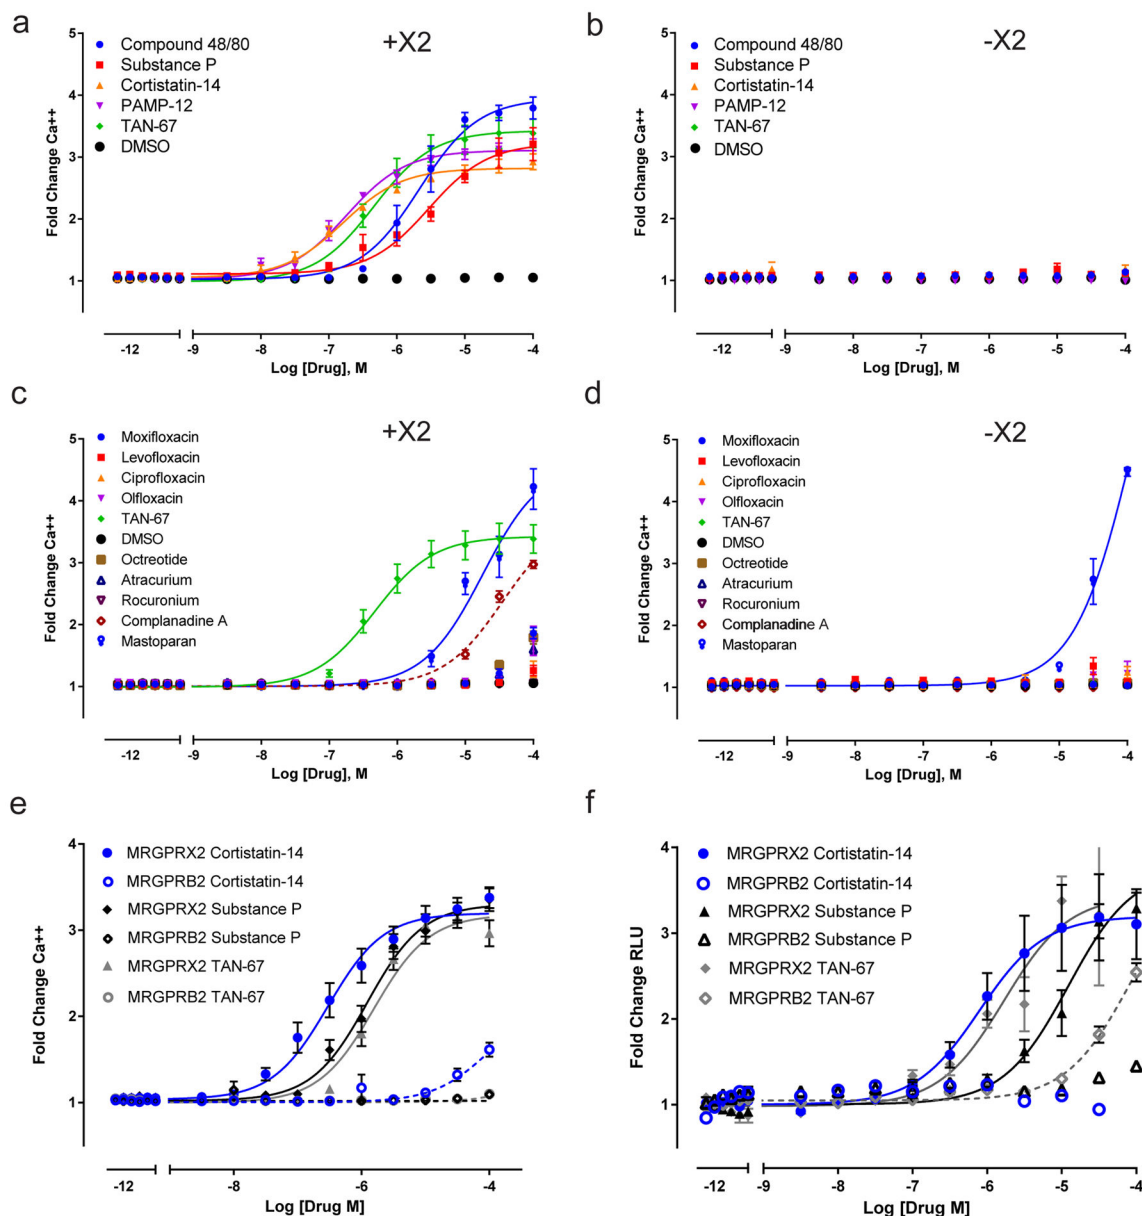 a
+X2
Compound 48/80
Substance P
Cortistatin-14
PAMP-12
TAN-67
DMSO
Fold Change Ca++
5
4
3
2
1
-12 -9 -8 -7 -6 -5 -4
Log [Drug], M
b
-X2
Compound 48/80
Substance P
Cortistatin-14
PAMP-12
TAN-67
DMSO
Fold Change Ca++
5
4
3
2
1
-12 -9 -8 -7 -6 -5 -4
Log [Drug], M
c
+X2
Moxifloxacin
Levofloxacin
Ciprofloxacin
Olfloxacin
TAN-67
DMSO
Octreotide
Atracurium
Rocuronium
Complanadine A
Mastoparan
Fold Change Ca++
5
4
3
2
1
-12 -9 -8 -7 -6 -5 -4
Log [Drug], M
d
-X2
Moxifloxacin
Levofloxacin
Ciprofloxacin
Olfloxacin
TAN-67
DMSO
Octreotide
Atracurium
Rocuronium
Complanadine A
Mastoparan
Fold Change Ca++
5
4
3
2
1
-12 -9 -8 -7 -6 -5 -4
Log [Drug], M
e
MRGPRX2 Cortistatin-14
MRGPRB2 Cortistatin-14
MRGPRX2 Substance P
MRGPRB2 Substance P
MRGPRX2 TAN-67
MRGPRB2 TAN-67
Fold Change Ca++
4
3
2
1
-12 -8 -6 -4
Log [Drug M]
f
MRGPRX2 Cortistatin-14
MRGPRB2 Cortistatin-14
MRGPRX2 Substance P
MRGPRB2 Substance P
MRGPRX2 TAN-67
MRGPRB2 TAN-67
Fold Change RLU
4
3
2
1
-12 -9 -8 -7 -6 -5 -4
Log [Drug M]